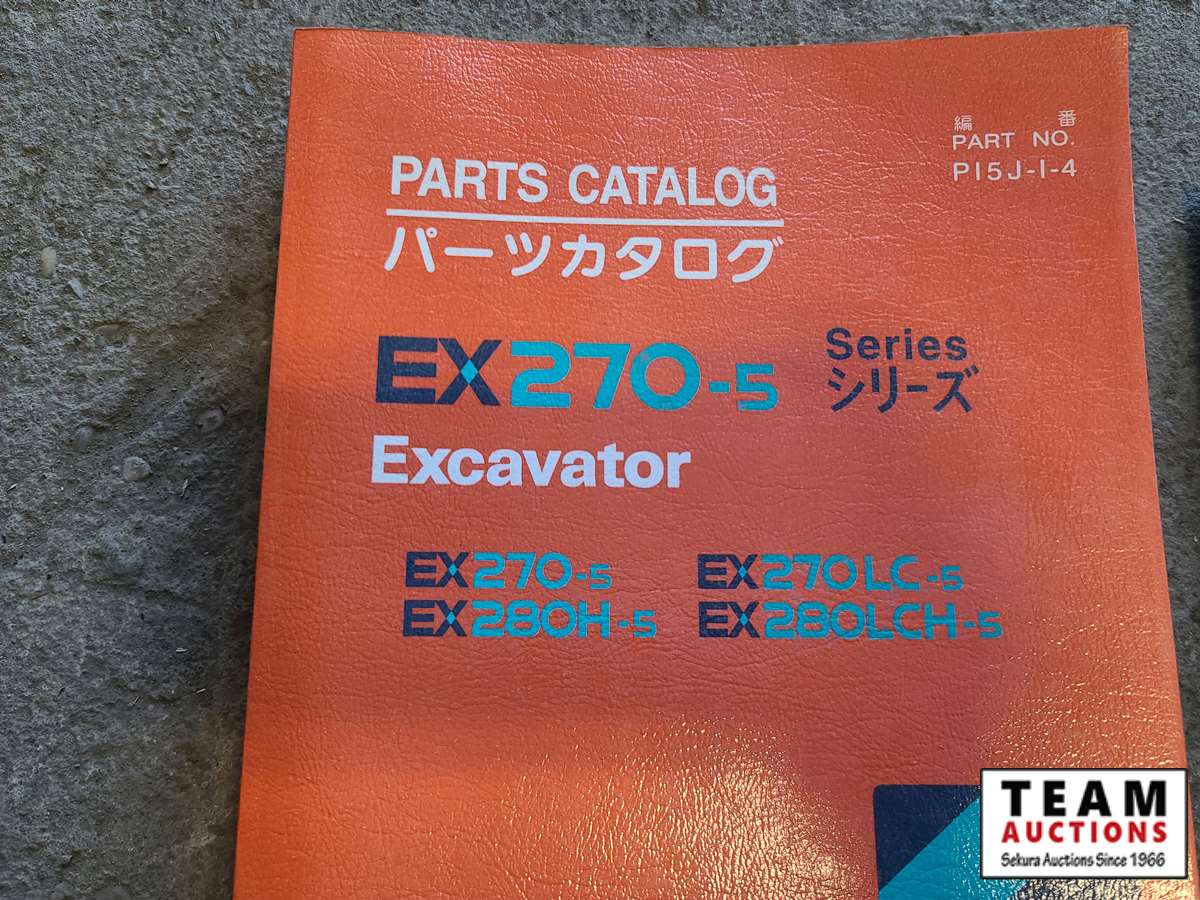 編 番
PART NO.
P15J-1-4
PARTS CATALOG
パーツカタログ
EX270-5 Series
シリーズ
Excavator
EX270-5 EX270LC-5
EX280H-5 EX280LCH-5
TEAM
AUCTIONS
Sekura Auctions Since 1966